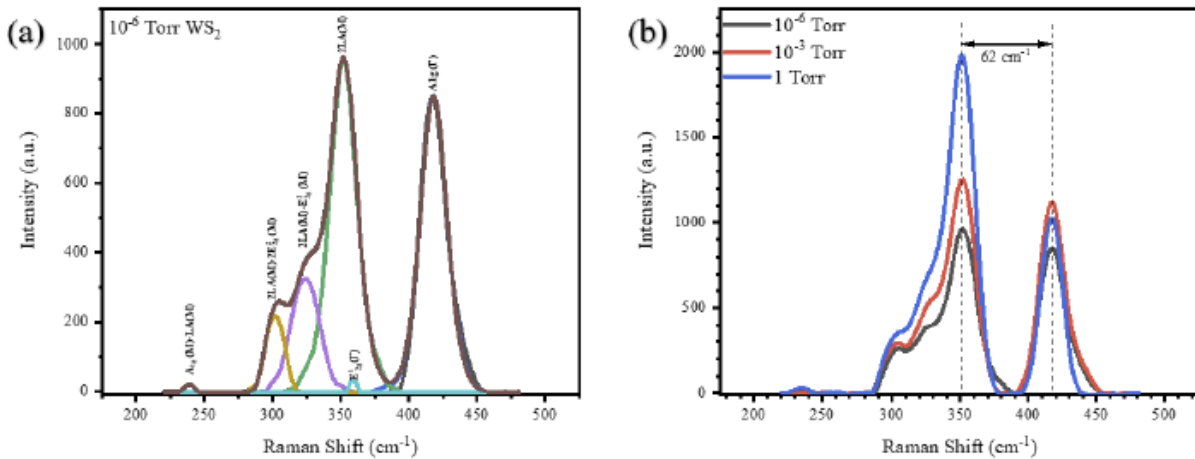 (a)
10⁻⁶ Torr WS₂
A₁g(M)-LA(M)
2LA(M)-2E²₂g(M)
2LA(M)-E²₂g(M)
2LA(M)
E¹₂g(Γ)
A1g(Γ)
Intensity (a.u.)
1000
800
600
400
200
0
200
250
300
350
400
450
500
Raman Shift (cm⁻¹)
(b)
10⁻⁶ Torr
10⁻³ Torr
1 Torr
62 cm⁻¹
Intensity (a.u.)
2000
1500
1000
500
0
200
250
300
350
400
450
500
Raman Shift (cm⁻¹)